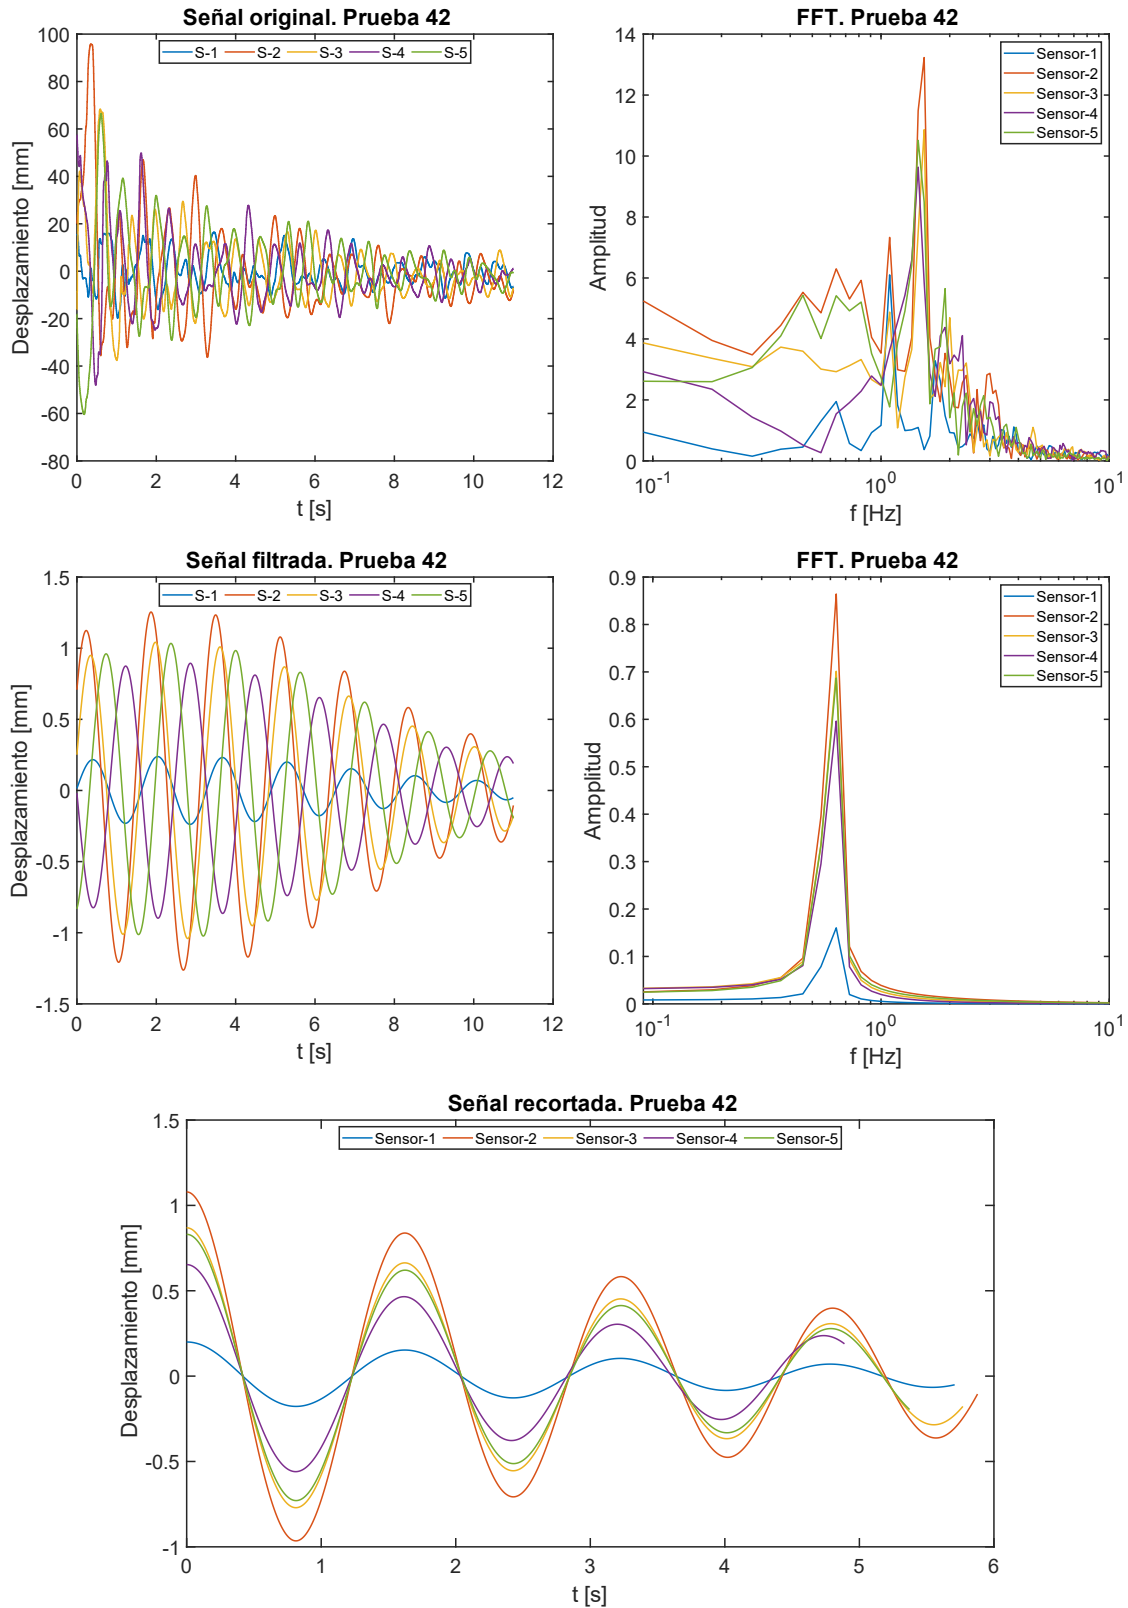 Señal original. Prueba 42
S-1 S-2 S-3 S-4 S-5
100
80
60
40
20
0
-20
-40
-60
-80
0 2 4 6 8 10 12
Desplazamiento [mm]
t [s]
FFT. Prueba 42
Sensor-1
Sensor-2
Sensor-3
Sensor-4
Sensor-5
14
12
10
8
6
4
2
0
10^-1 10^0 10^1
Amplitud
f [Hz]
Señal filtrada. Prueba 42
S-1 S-2 S-3 S-4 S-5
1.5
1
0.5
0
-0.5
-1
-1.5
0 2 4 6 8 10 12
Desplazamiento [mm]
t [s]
FFT. Prueba 42
Sensor-1
Sensor-2
Sensor-3
Sensor-4
Sensor-5
0.9
0.8
0.7
0.6
0.5
0.4
0.3
0.2
0.1
0
10^-1 10^0 10^1
Ampplitud
f [Hz]
Señal recortada. Prueba 42
Sensor-1 Sensor-2 Sensor-3 Sensor-4 Sensor-5
1.5
1
0.5
0
-0.5
-1
0 1 2 3 4 5 6
Desplazamiento [mm]
t [s]